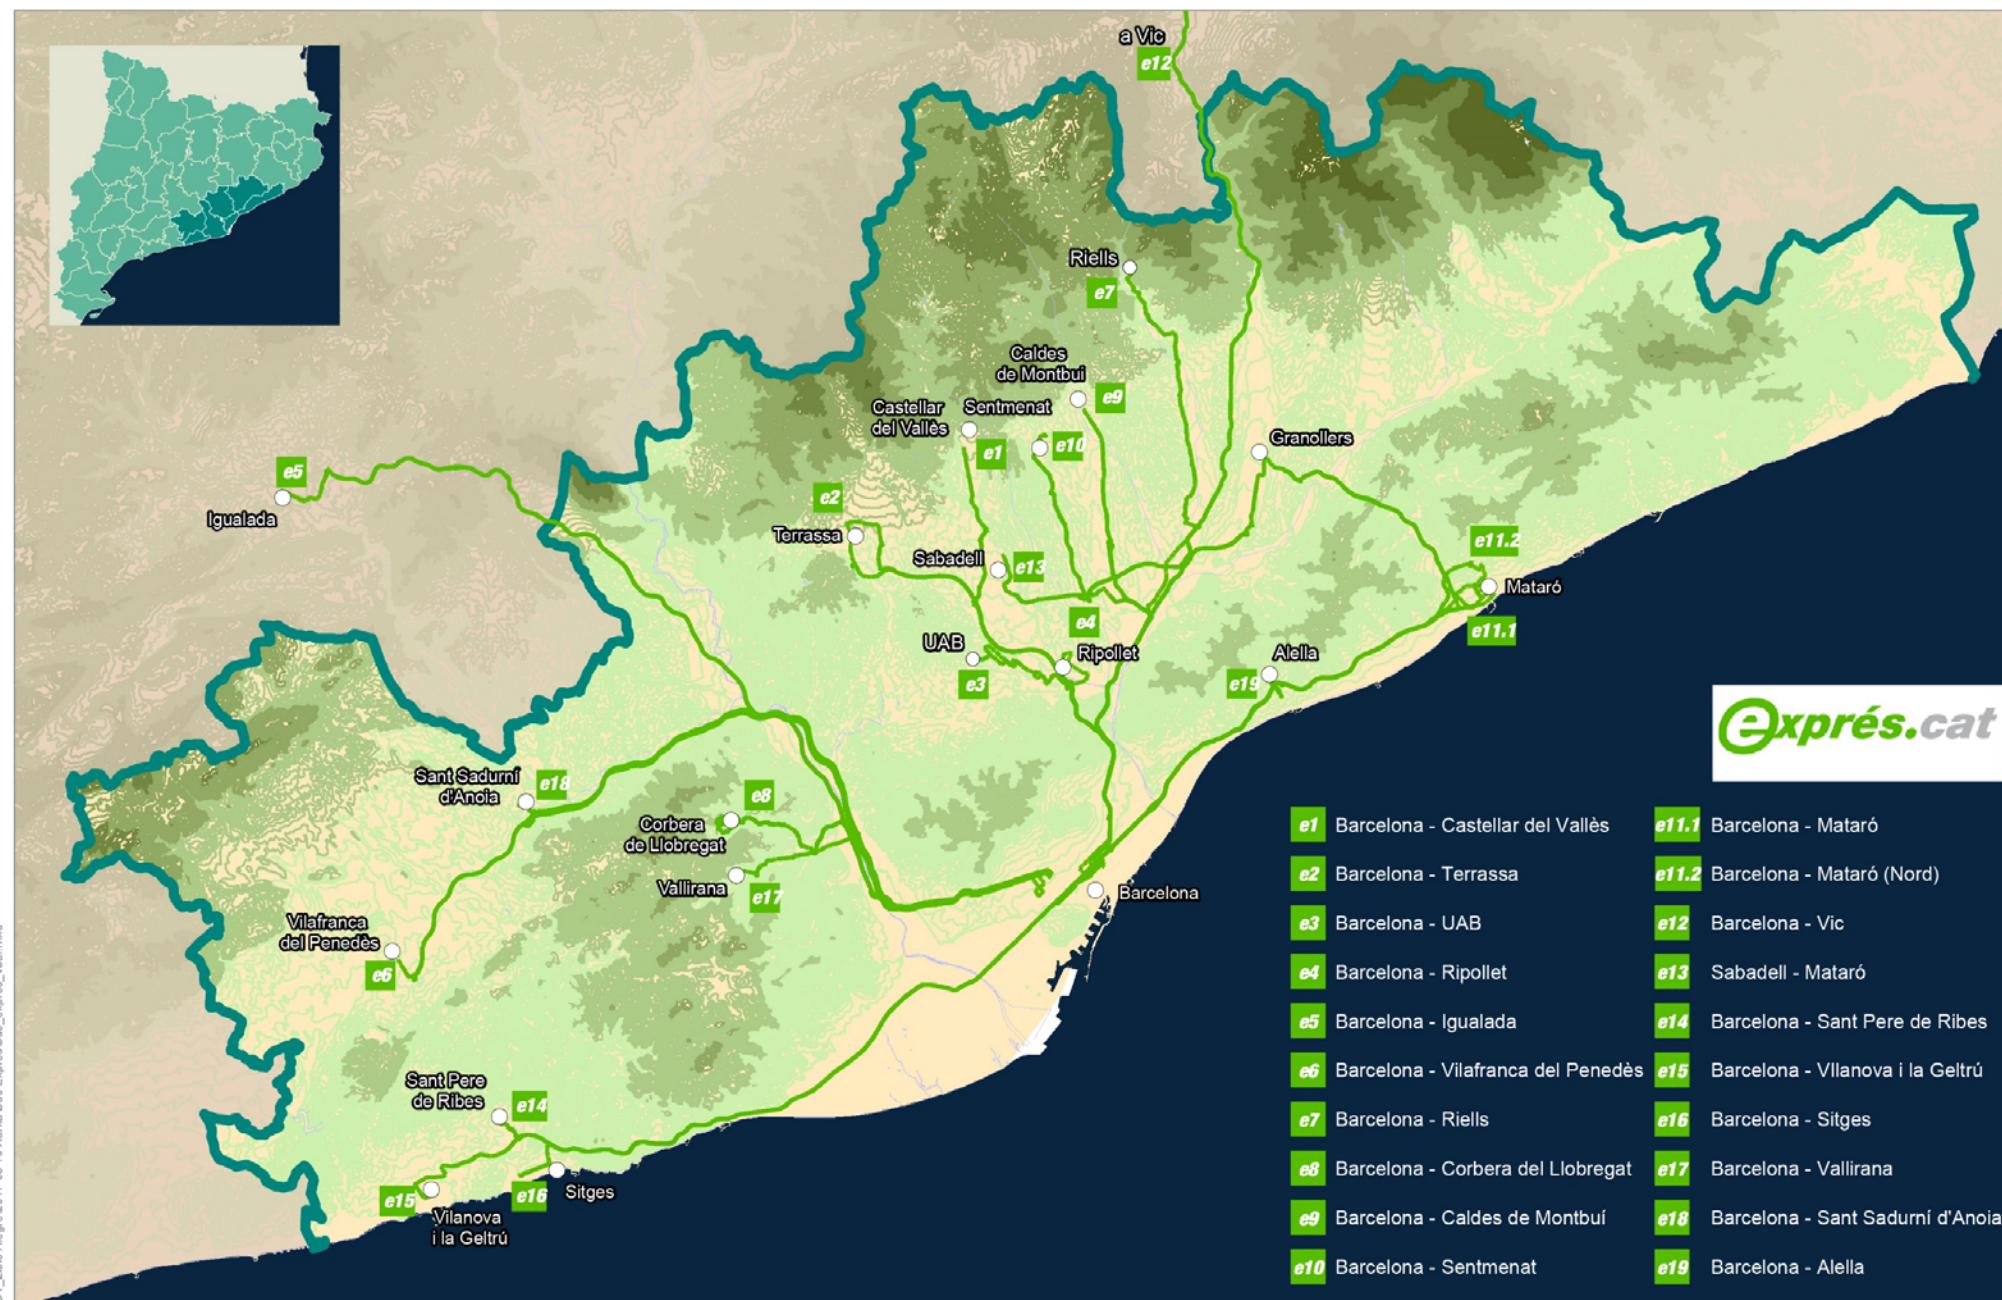 a Vic
e12
Riells
e7
Caldes
de Montbui
e9
Castellar
del Vallès
Sentmenat
e1
e10
Granollers
e5
Igualada
e2
Terrassa
Sabadell
e13
e11.2
Mataró
e11.1
e4
UAB
e3
Ripollet
Alella
e19
exprés.cat
Sant Sadurní
d'Anoia
e18
e8
Corbera
de Llobregat
Vallirana
e17
Barcelona
Vilafranca
del Penedès
e6
Sant Pere
de Ribes
e14
e15
Vilanova
i la Geltrú
e16
Sitges
e1 Barcelona - Castellar del Vallès
e2 Barcelona - Terrassa
e3 Barcelona - UAB
e4 Barcelona - Ripollet
e5 Barcelona - Igualada
e6 Barcelona - Vilafranca del Penedès
e7 Barcelona - Riells
e8 Barcelona - Corbera del Llobregat
e9 Barcelona - Caldes de Montbuí
e10 Barcelona - Sentmenat
e11.1 Barcelona - Mataró
e11.2 Barcelona - Mataró (Nord)
e12 Barcelona - Vic
e13 Sabadell - Mataró
e14 Barcelona - Sant Pere de Ribes
e15 Barcelona - VIlanova i la Geltrú
e16 Barcelona - Sitges
e17 Barcelona - Vallirana
e18 Barcelona - Sant Sadurní d'Anoia
e19 Barcelona - Alella